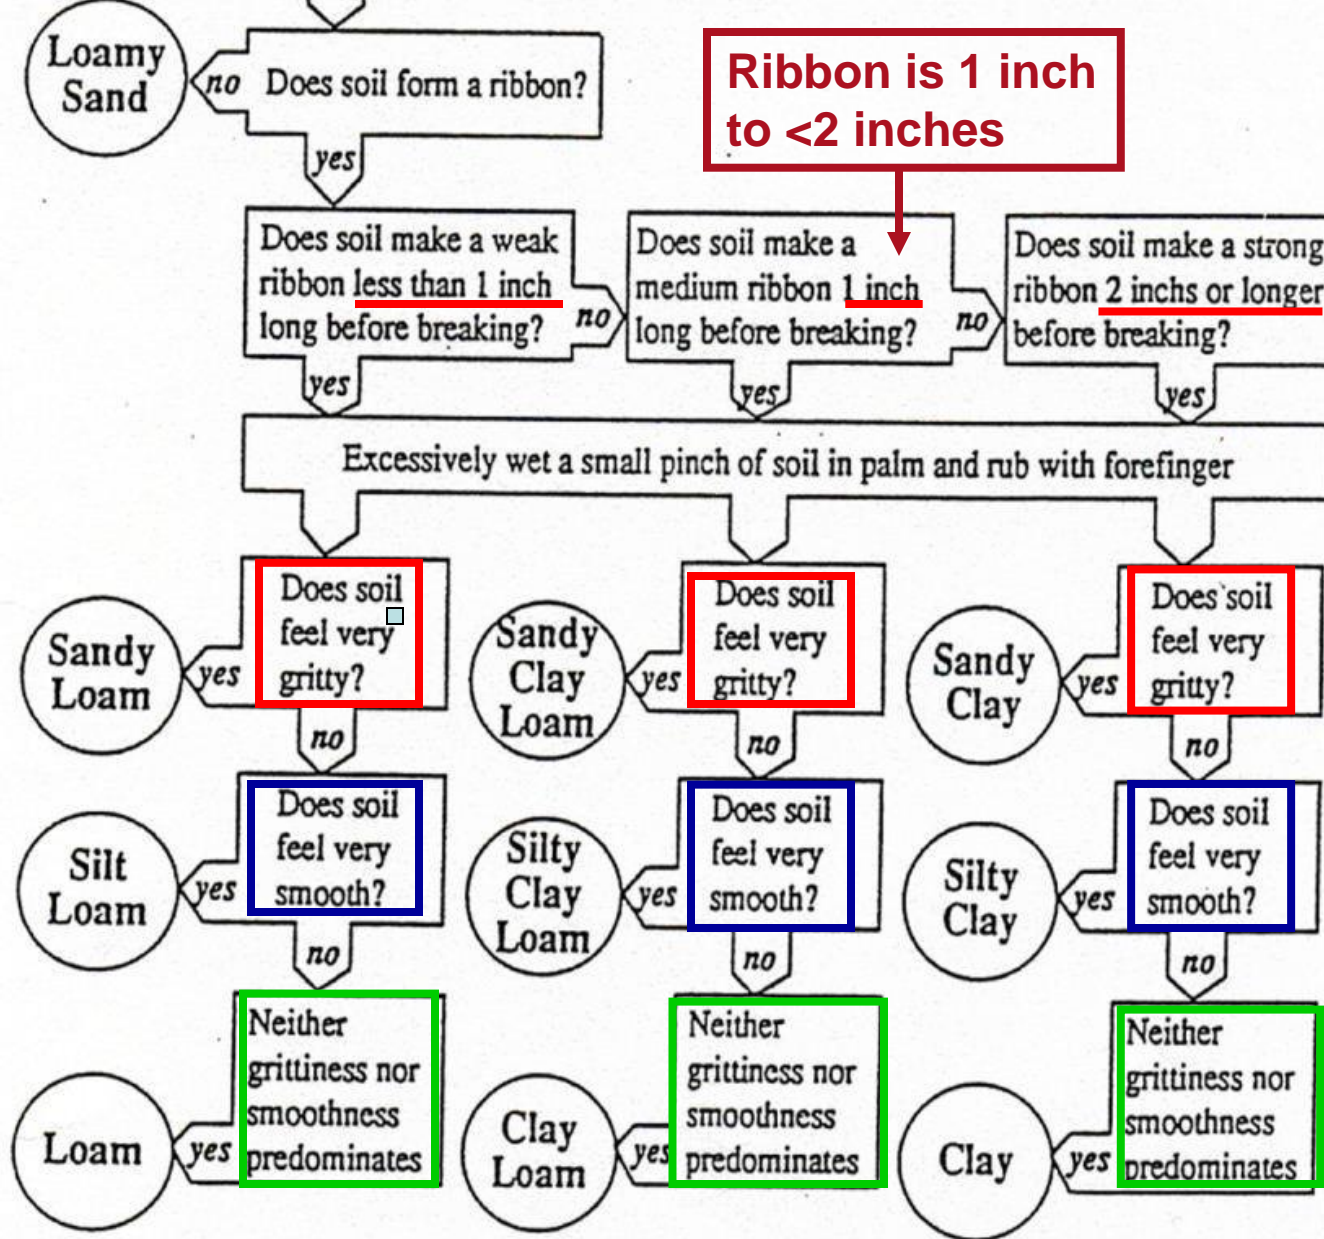 Loamy
Sand
no
Does soil form a ribbon?
Ribbon is 1 inch
to <2 inches
yes
Does soil make a weak
ribbon less than 1 inch
long before breaking?
no
Does soil make a
medium ribbon 1 inch
long before breaking?
no
Does soil make a strong
ribbon 2 inchs or longer
before breaking?
yes
yes
yes
Excessively wet a small pinch of soil in palm and rub with forefinger
Sandy
Loam
yes
Does soil
feel very
gritty?
Sandy
Clay
Loam
yes
Does soil
feel very
gritty?
Sandy
Clay
yes
Does soil
feel very
gritty?
no
no
no
Silt
Loam
yes
Does soil
feel very
smooth?
Silty
Clay
Loam
yes
Does soil
feel very
smooth?
Silty
Clay
yes
Does soil
feel very
smooth?
no
no
no
Loam
yes
Neither
grittiness nor
smoothness
predominates
Clay
Loam
yes
Neither
grittiness nor
smoothness
predominates
Clay
yes
Neither
grittiness nor
smoothness
predominates